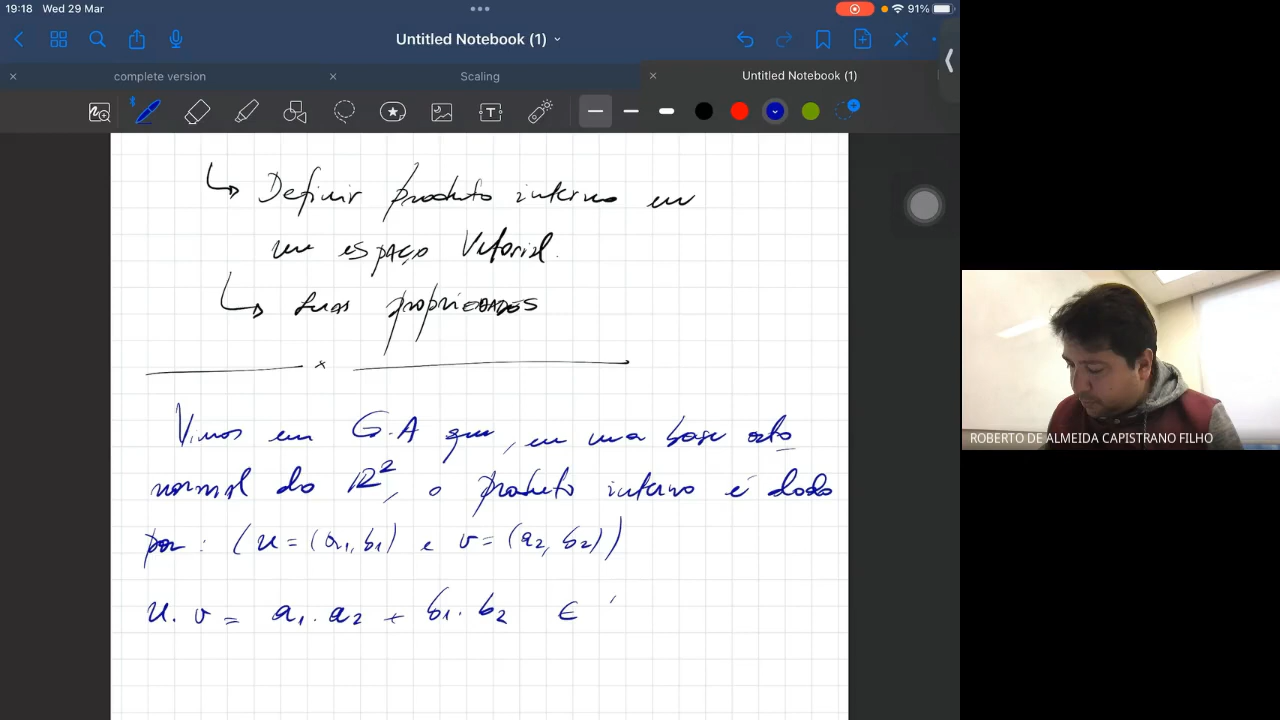 19:18 Wed 29 Mar
91%
Untitled Notebook (1)
complete version
Scaling
Untitled Notebook (1)
↳ Definir produto interno em
um espaço Vetorial.
↳ Suas propriedades
Vimos em G.A que, em uma base orto
normal do ℝ², o produto interno é dado
por: (u = (a₁, b₁) e v = (a₂, b₂))
u . v = a₁ . a₂ + b₁ . b₂ ∈
ROBERTO DE ALMEIDA CAPISTRANO FILHO